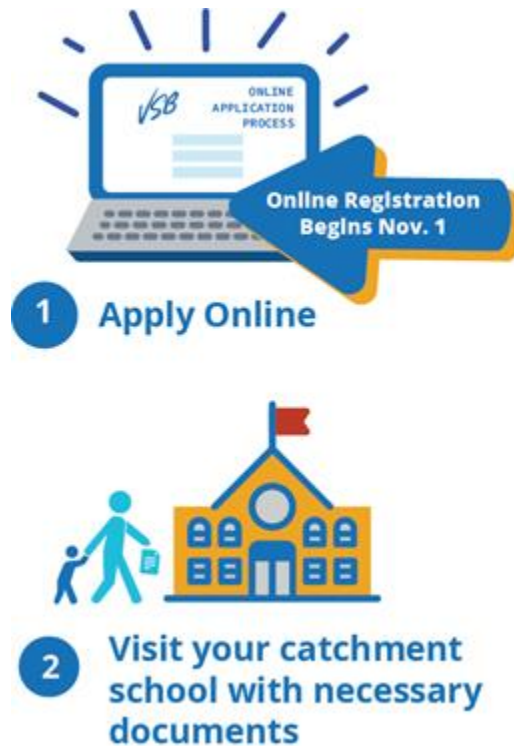 VSB
ONLINE
APPLICATION
PROCESS
Online Registration
Begins Nov. 1
1
Apply Online
2
Visit your catchment
school with necessary
documents